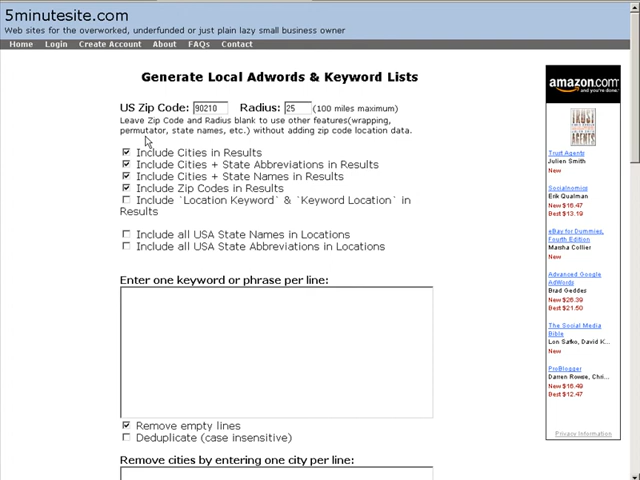 5minutesite.com
Web sites for the overworked, underfunded or just plain lazy small business owner
Home Login Create Account About FAQs Contact
Generate Local Adwords & Keyword Lists
US Zip Code: 90210 Radius: 25 (100 miles maximum)
Leave Zip Code and Radius blank to use other features(wrapping,
permutator, state names, etc.) without adding zip code location data.
Include Cities in Results
Include Cities + State Abbreviations in Results
Include Cities + State Names in Results
Include Zip Codes in Results
Include `Location Keyword` & `Keyword Location` in
Results
Include all USA State Names in Locations
Include all USA State Abbreviations in Locations
Enter one keyword or phrase per line:
Remove empty lines
Deduplicate (case insensitive)
Remove cities by entering one city per line:
amazon.com
and you're done.
TRUST
AGENTS
Trust Agents
Julien Smith
New
Socialnomics
Erik Qualman
New $16.47
Best $13.19
eBay for Dummies,
Fourth Edition
Marsha Collier
New
Advanced Google
AdWords
Brad Geddes
New $26.39
Best $21.50
The Social Media
Bible
Lon Safko, David K...
New
ProBlogger
Darren Rowse, Chri...
New $16.49
Best $12.47
Privacy Information